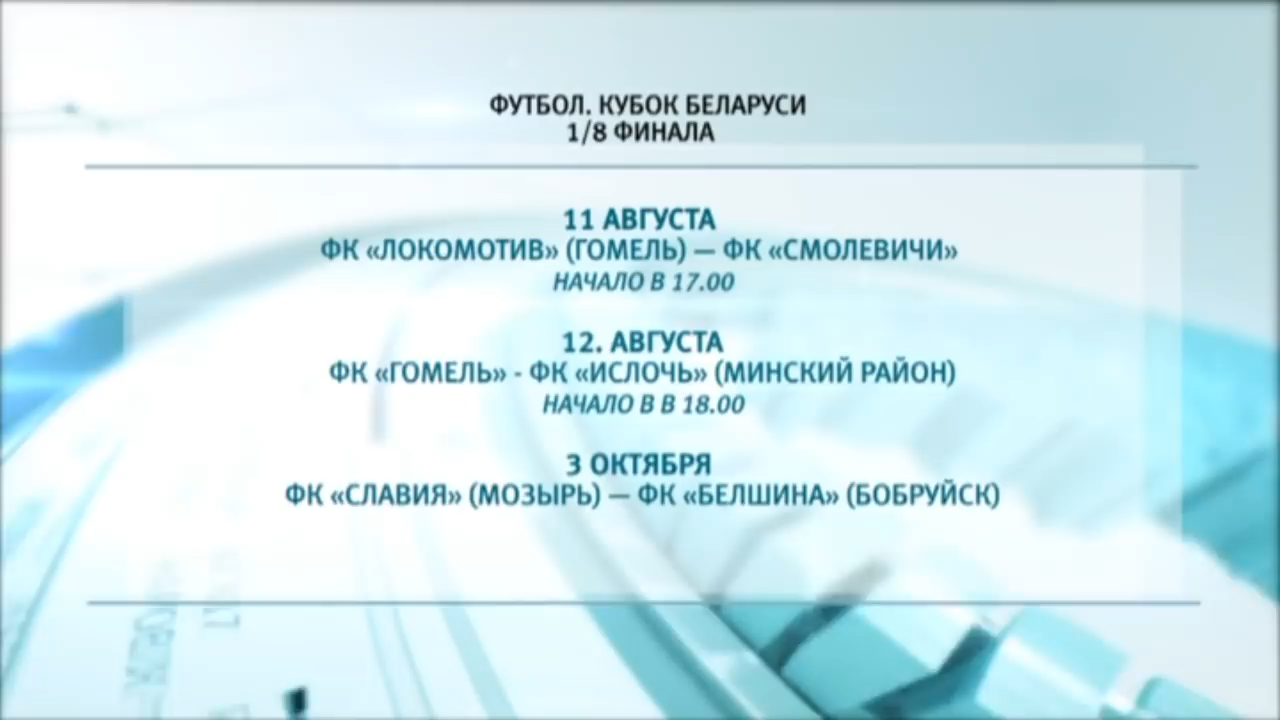 ФУТБОЛ. КУБОК БЕЛАРУСИ
1/8 ФИНАЛА
11 АВГУСТА
ФК «ЛОКОМОТИВ» (ГОМЕЛЬ) — ФК «СМОЛЕВИЧИ»
НАЧАЛО В 17.00
12. АВГУСТА
ФК «ГОМЕЛЬ» - ФК «ИСЛОЧЬ» (МИНСКИЙ РАЙОН)
НАЧАЛО В В 18.00
3 ОКТЯБРЯ
ФК «СЛАВИЯ» (МОЗЫРЬ) — ФК «БЕЛШИНА» (БОБРУЙСК)